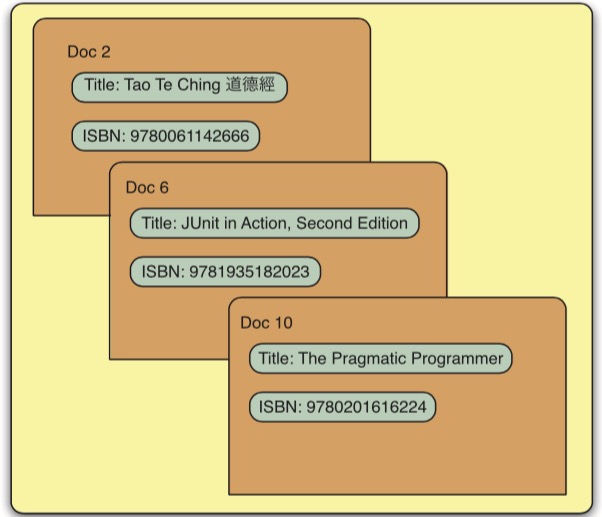 Doc 2
Title: Tao Te Ching 道德經
ISBN: 9780061142666
Doc 6
Title: JUnit in Action, Second Edition
ISBN: 9781935182023
Doc 10
Title: The Pragmatic Programmer
ISBN: 9780201616224